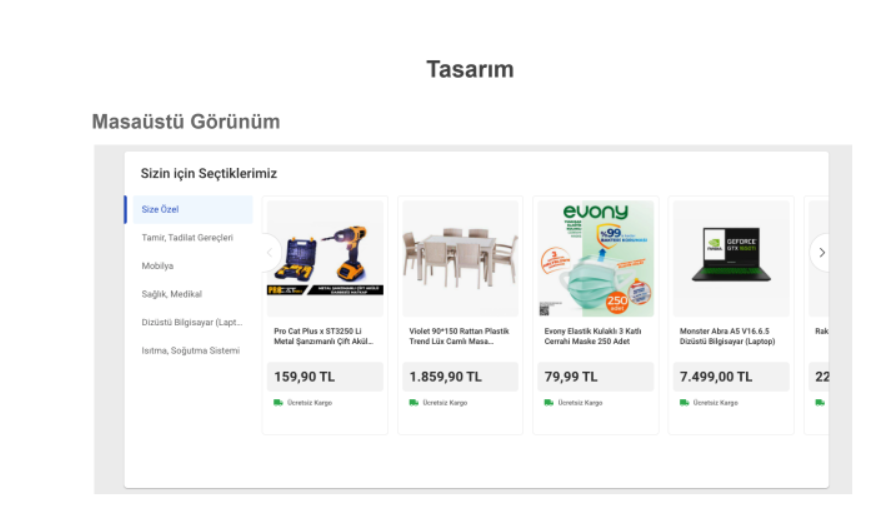 Tasarım
Masaüstü Görünüm
Sizin için Seçtiklerimiz
Size Özel
Tamir, Tadilat Gereçleri
Mobilya
Sağlık, Medikal
Dizüstü Bilgisayar (Lapt...
Isıtma, Soğutma Sistemi
Pro Cat Plus x ST3250 Li
Metal Şanzımanlı Çift Akül...
159,90 TL
Ücretsiz Kargo
Violet 90*150 Rattan Plastik
Trend Lüx Camlı Masa...
1.859,90 TL
Ücretsiz Kargo
evony
%99
3
250
adet
Evony Elastik Kulaklı 3 Katlı
Cerrahi Maske 250 Adet
79,99 TL
Ücretsiz Kargo
GEFORCE
Monster Abra A5 V16.6.5
Dizüstü Bilgisayar (Laptop)
7.499,00 TL
Ücretsiz Kargo
Rak
22